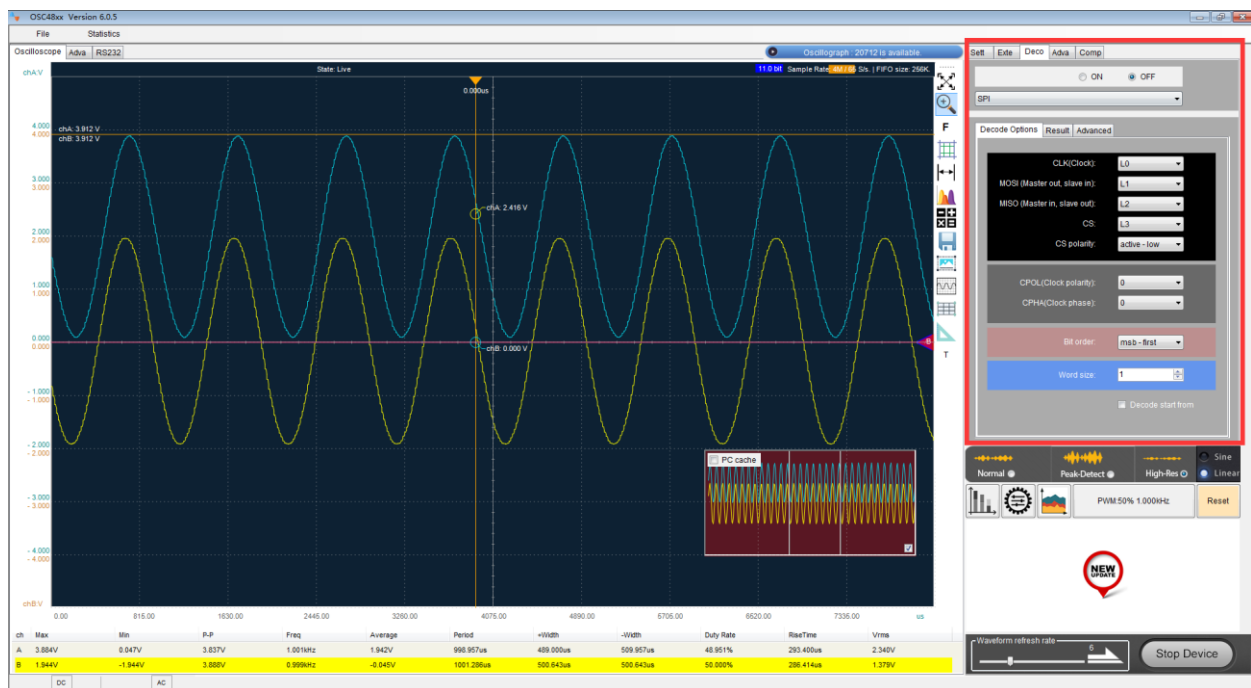 OSC48xx Version 6.0.5
File Statistics
Oscilloscope Adva RS232
Oscillograph : 20712 is available.
chA:V State: Live 11.0 bit Sample Rate: 4M / 66 S/s. | FIFO size: 256K
0.000us
chA: 3.912 V
chB: 3.912 V
4.000
4.000
3.000
3.000
2.000
2.000
1.000
1.000
0.000
0.000
- 1.000
- 1.000
- 2.000
- 2.000
- 3.000
- 3.000
- 4.000
- 4.000
chB:V
chA: 2.416 V
chB: 0.000 V
B
PC cache
0.00 815.00 1630.00 2445.00 3260.00 4075.00 4890.00 5705.00 6520.00 7335.00 us
F
T
ch Max Min P-P Freq Average Period +Width -Width Duty Rate RiseTime Vrms
A 3.884V 0.047V 3.837V 1.001kHz 1.942V 998.957us 489.000us 509.957us 48.951% 293.400us 2.340V
B 1.944V -1.944V 3.888V 0.999kHz -0.045V 1001.286us 500.643us 500.643us 50.000% 286.414us 1.379V
DC AC
Sett Exte Deco Adva Comp
ON OFF
SPI
Decode Options Result Advanced
CLK(Clock): L0
MOSI (Master out, slave in): L1
MISO (Master in, slave out): L2
CS: L3
CS polarity: active - low
CPOL(Clock polarity): 0
CPHA(Clock phase): 0
Bit order: msb - first
Word size: 1
Decode start from
Normal Peak-Detect High-Res
Sine
Linear
PWM:50% 1.000kHz
Reset
NEW
UPDATE
Waveform refresh rate
6
Stop Device